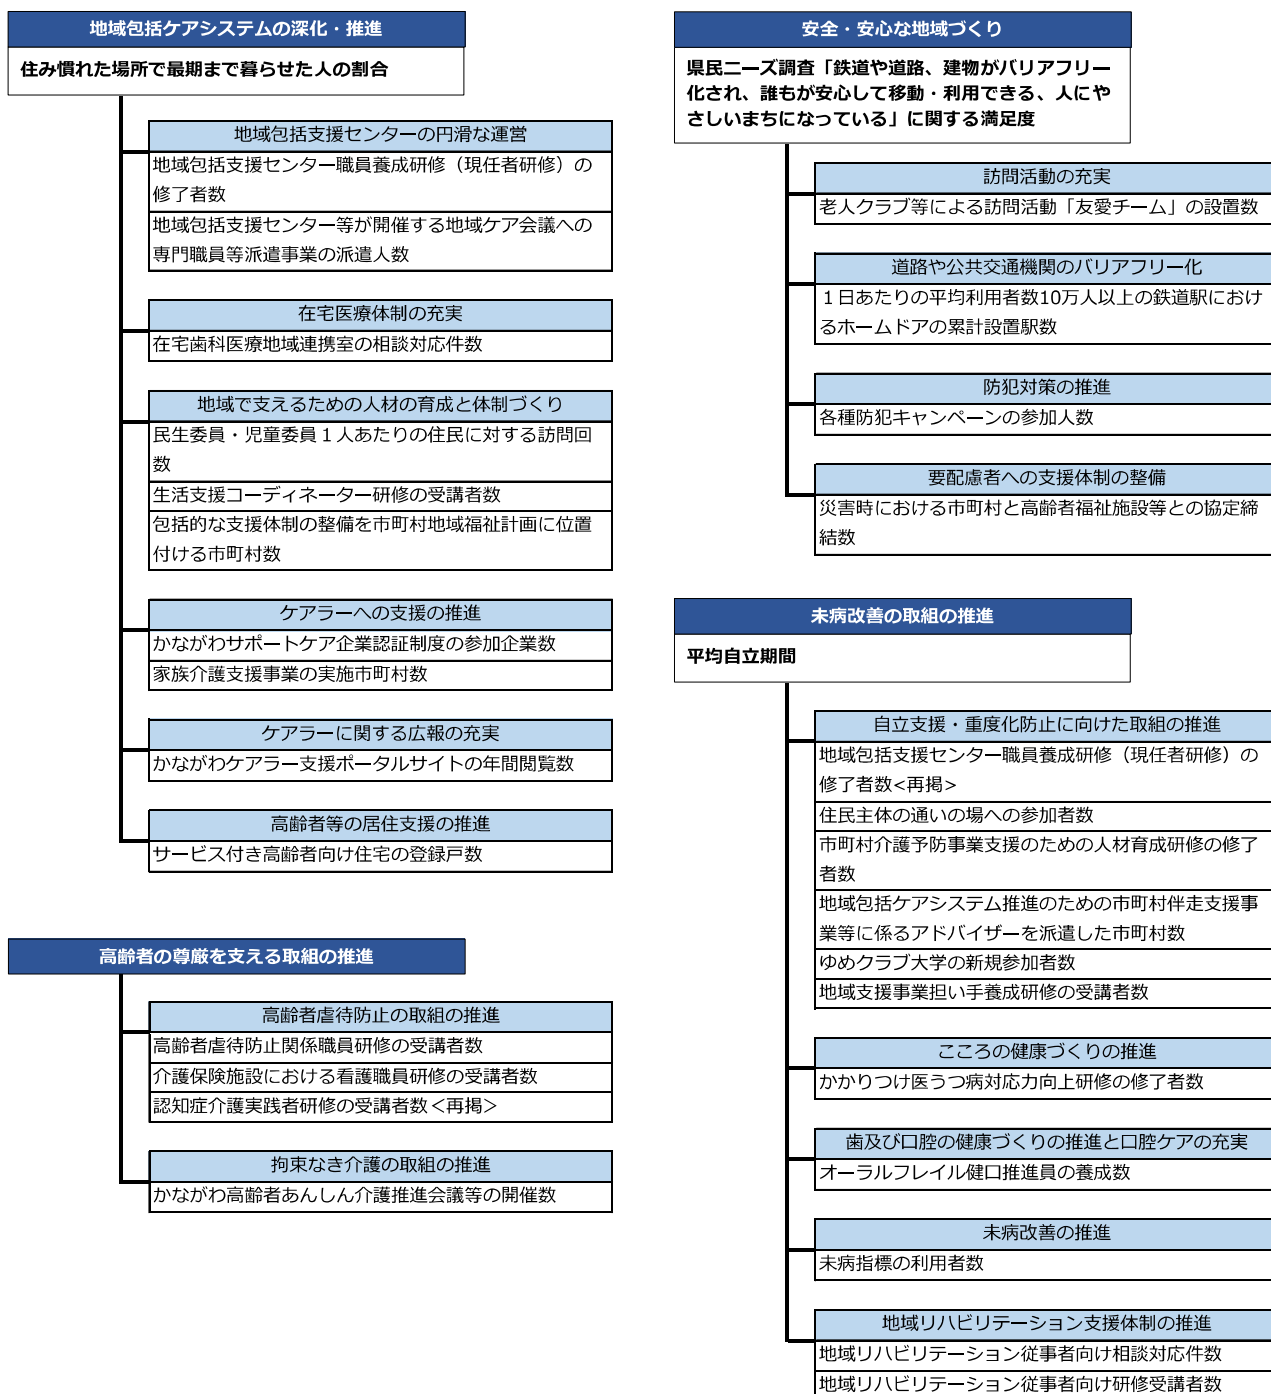 地域包括ケアシステムの深化・推進
住み慣れた場所で最期まで暮らせた人の割合
地域包括支援センターの円滑な運営
地域包括支援センター職員養成研修（現任者研修）の
修了者数
地域包括支援センター等が開催する地域ケア会議への
専門職員等派遣事業の派遣人数
在宅医療体制の充実
在宅歯科医療地域連携室の相談対応件数
地域で支えるための人材の育成と体制づくり
民生委員・児童委員１人あたりの住民に対する訪問回
数
生活支援コーディネーター研修の受講者数
包括的な支援体制の整備を市町村地域福祉計画に位置
付ける市町村数
ケアラーへの支援の推進
かながわサポートケア企業認証制度の参加企業数
家族介護支援事業の実施市町村数
ケアラーに関する広報の充実
かながわケアラー支援ポータルサイトの年間閲覧数
高齢者等の居住支援の推進
サービス付き高齢者向け住宅の登録戸数
高齢者の尊厳を支える取組の推進
高齢者虐待防止の取組の推進
高齢者虐待防止関係職員研修の受講者数
介護保険施設における看護職員研修の受講者数
認知症介護実践者研修の受講者数＜再掲＞
拘束なき介護の取組の推進
かながわ高齢者あんしん介護推進会議等の開催数
安全・安心な地域づくり
県民ニーズ調査「鉄道や道路、建物がバリアフリー
化され、誰もが安心して移動・利用できる、人にや
さしいまちになっている」に関する満足度
訪問活動の充実
老人クラブ等による訪問活動「友愛チーム」の設置数
道路や公共交通機関のバリアフリー化
１日あたりの平均利用者数10万人以上の鉄道駅におけ
るホームドアの累計設置駅数
防犯対策の推進
各種防犯キャンペーンの参加人数
要配慮者への支援体制の整備
災害時における市町村と高齢者福祉施設等との協定締
結数
未病改善の取組の推進
平均自立期間
自立支援・重度化防止に向けた取組の推進
地域包括支援センター職員養成研修（現任者研修）の
修了者数<再掲>
住民主体の通いの場への参加者数
市町村介護予防事業支援のための人材育成研修の修了
者数
地域包括ケアシステム推進のための市町村伴走支援事
業等に係るアドバイザーを派遣した市町村数
ゆめクラブ大学の新規参加者数
地域支援事業担い手養成研修の受講者数
こころの健康づくりの推進
かかりつけ医うつ病対応力向上研修の修了者数
歯及び口腔の健康づくりの推進と口腔ケアの充実
オーラルフレイル健口推進員の養成数
未病改善の推進
未病指標の利用者数
地域リハビリテーション支援体制の推進
地域リハビリテーション従事者向け相談対応件数
地域リハビリテーション従事者向け研修受講者数